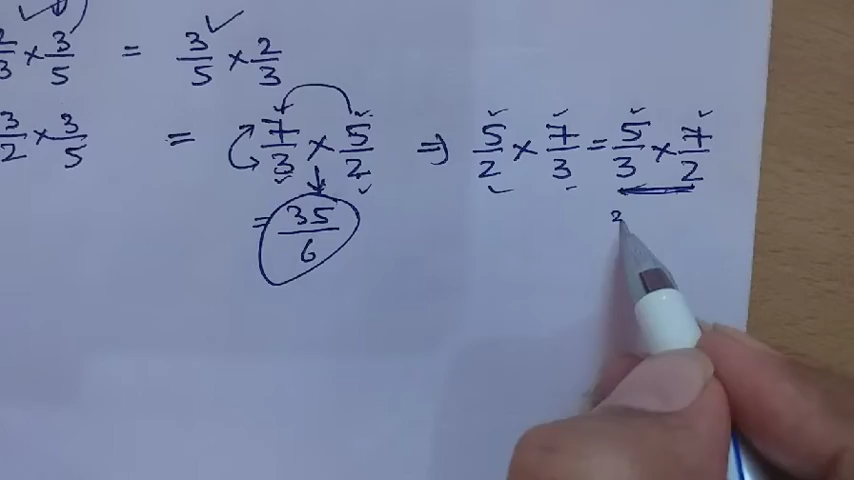 2/3 × 3/5 = 3/5 × 2/3
3/2 × 3/5 = 7/3 × 5/2 ⇒ 5/2 × 7/3 = 5/3 × 7/2
= 35/6